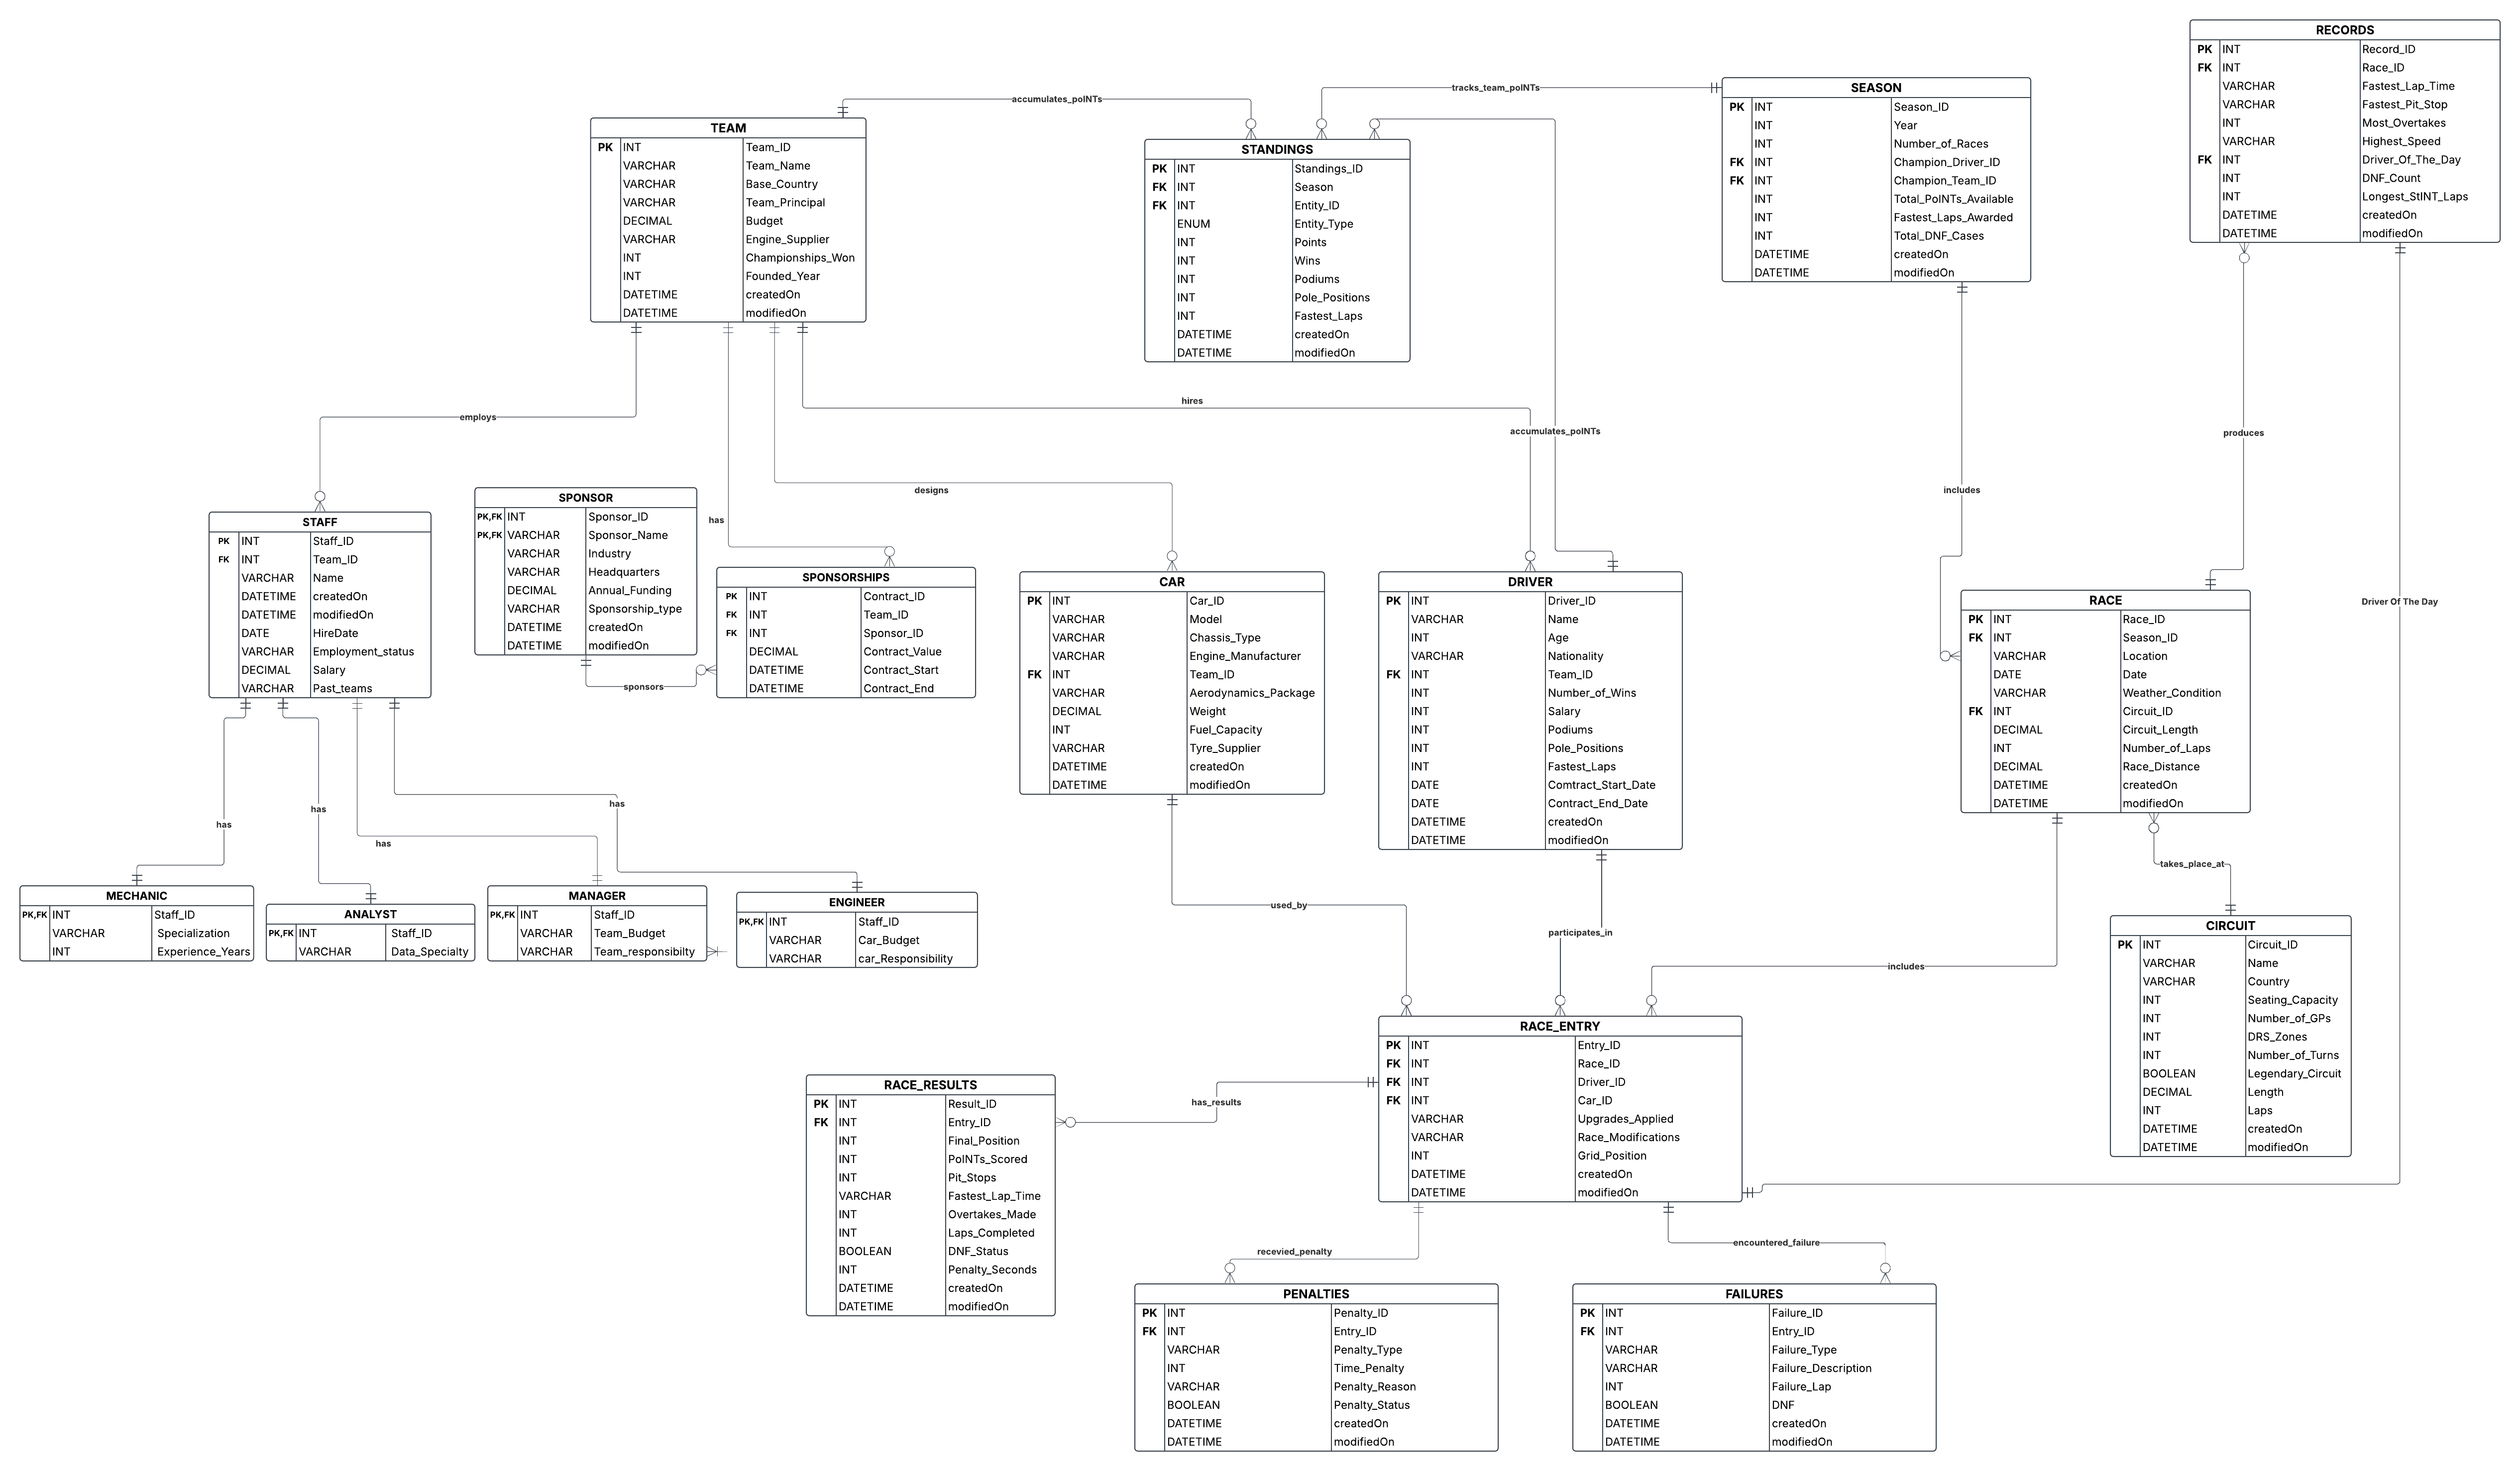 RECORDS
PK INT Record_ID
FK INT Race_ID
VARCHAR Fastest_Lap_Time
VARCHAR Fastest_Pit_Stop
INT Most_Overtakes
VARCHAR Highest_Speed
FK INT Driver_Of_The_Day
INT DNF_Count
INT Longest_StINT_Laps
DATETIME createdOn
DATETIME modifiedOn
accumulates_poINTs
tracks_team_poINTs
SEASON
PK INT Season_ID
INT Year
INT Number_of_Races
FK INT Champion_Driver_ID
FK INT Champion_Team_ID
INT Total_PoINTs_Available
INT Fastest_Laps_Awarded
INT Total_DNF_Cases
DATETIME createdOn
DATETIME modifiedOn
TEAM
PK INT Team_ID
VARCHAR Team_Name
VARCHAR Base_Country
VARCHAR Team_Principal
DECIMAL Budget
VARCHAR Engine_Supplier
INT Championships_Won
INT Founded_Year
DATETIME createdOn
DATETIME modifiedOn
STANDINGS
PK INT Standings_ID
FK INT Season
FK INT Entity_ID
ENUM Entity_Type
INT Points
INT Wins
INT Podiums
INT Pole_Positions
INT Fastest_Laps
DATETIME createdOn
DATETIME modifiedOn
employs
hires
accumulates_poINTs
produces
designs
includes
has
Driver Of The Day
STAFF
PK INT Staff_ID
FK INT Team_ID
VARCHAR Name
DATETIME createdOn
DATETIME modifiedOn
DATE HireDate
VARCHAR Employment_status
DECIMAL Salary
VARCHAR Past_teams
SPONSOR
PK,FK INT Sponsor_ID
PK,FK VARCHAR Sponsor_Name
VARCHAR Industry
VARCHAR Headquarters
DECIMAL Annual_Funding
VARCHAR Sponsorship_type
DATETIME createdOn
DATETIME modifiedOn
sponsors
SPONSORSHIPS
PK INT Contract_ID
FK INT Team_ID
FK INT Sponsor_ID
DECIMAL Contract_Value
DATETIME Contract_Start
DATETIME Contract_End
CAR
PK INT Car_ID
VARCHAR Model
VARCHAR Chassis_Type
VARCHAR Engine_Manufacturer
FK INT Team_ID
VARCHAR Aerodynamics_Package
DECIMAL Weight
INT Fuel_Capacity
VARCHAR Tyre_Supplier
DATETIME createdOn
DATETIME modifiedOn
DRIVER
PK INT Driver_ID
VARCHAR Name
INT Age
VARCHAR Nationality
FK INT Team_ID
INT Number_of_Wins
INT Salary
INT Podiums
INT Pole_Positions
INT Fastest_Laps
DATE Comtract_Start_Date
DATE Contract_End_Date
DATETIME createdOn
DATETIME modifiedOn
RACE
PK INT Race_ID
FK INT Season_ID
VARCHAR Location
DATE Date
VARCHAR Weather_Condition
FK INT Circuit_ID
DECIMAL Circuit_Length
INT Number_of_Laps
DECIMAL Race_Distance
DATETIME createdOn
DATETIME modifiedOn
has
has
has
has
takes_place_at
MECHANIC
PK,FK INT Staff_ID
VARCHAR Specialization
INT Experience_Years
ANALYST
PK,FK INT Staff_ID
VARCHAR Data_Specialty
MANAGER
PK,FK INT Staff_ID
VARCHAR Team_Budget
VARCHAR Team_responsibilty
ENGINEER
PK,FK INT Staff_ID
VARCHAR Car_Budget
VARCHAR car_Responsibility
used_by
participates_in
includes
CIRCUIT
PK INT Circuit_ID
VARCHAR Name
VARCHAR Country
INT Seating_Capacity
INT Number_of_GPs
INT DRS_Zones
INT Number_of_Turns
BOOLEAN Legendary_Circuit
DECIMAL Length
INT Laps
DATETIME createdOn
DATETIME modifiedOn
RACE_ENTRY
PK INT Entry_ID
FK INT Race_ID
FK INT Driver_ID
FK INT Car_ID
VARCHAR Upgrades_Applied
VARCHAR Race_Modifications
INT Grid_Position
DATETIME createdOn
DATETIME modifiedOn
has_results
RACE_RESULTS
PK INT Result_ID
FK INT Entry_ID
INT Final_Position
INT PoINTs_Scored
INT Pit_Stops
VARCHAR Fastest_Lap_Time
INT Overtakes_Made
INT Laps_Completed
BOOLEAN DNF_Status
INT Penalty_Seconds
DATETIME createdOn
DATETIME modifiedOn
recevied_penalty
encountered_failure
PENALTIES
PK INT Penalty_ID
FK INT Entry_ID
VARCHAR Penalty_Type
INT Time_Penalty
VARCHAR Penalty_Reason
BOOLEAN Penalty_Status
DATETIME createdOn
DATETIME modifiedOn
FAILURES
PK INT Failure_ID
FK INT Entry_ID
VARCHAR Failure_Type
VARCHAR Failure_Description
INT Failure_Lap
BOOLEAN DNF
DATETIME createdOn
DATETIME modifiedOn